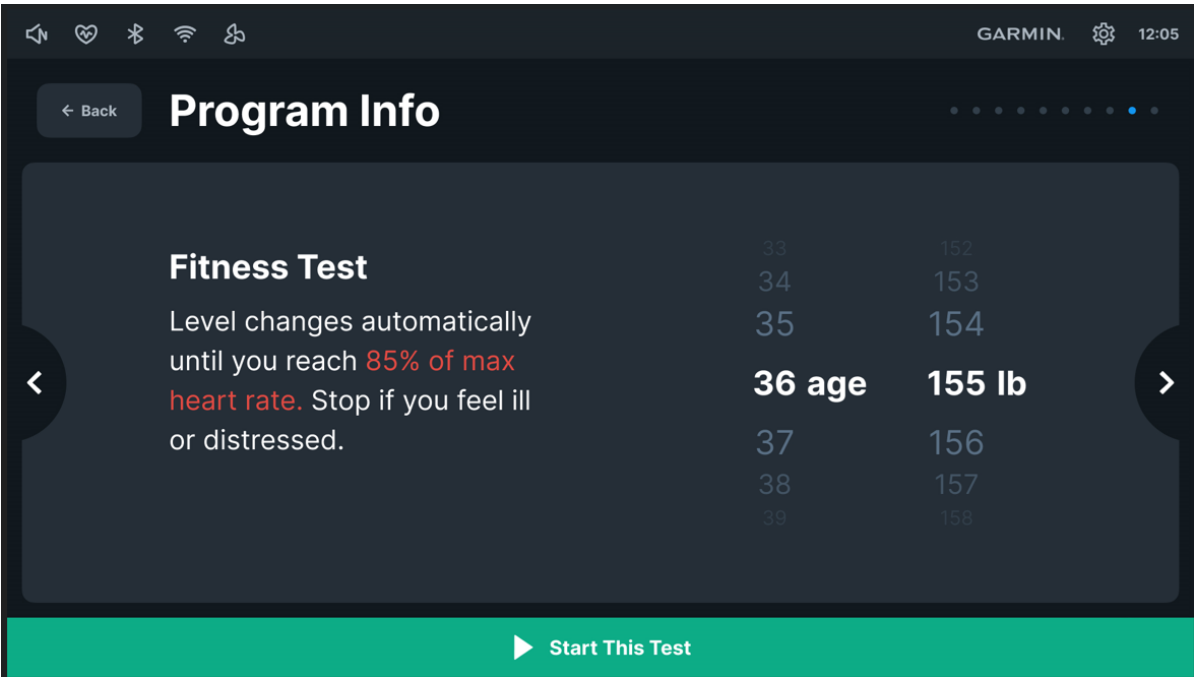 GARMIN.
12:05
← Back
Program Info
Fitness Test
Level changes automatically
until you reach 85% of max
heart rate. Stop if you feel ill
or distressed.
33 152
34 153
35 154
36 age 155 lb
37 156
38 157
39 158
Start This Test